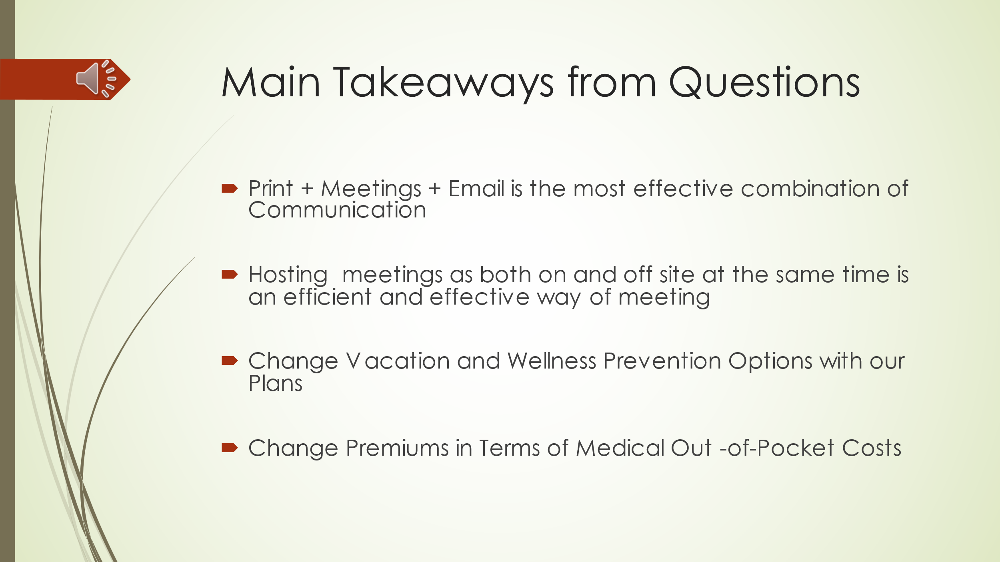 Main Takeaways from Questions
Print + Meetings + Email is the most effective combination of
Communication
Hosting  meetings as both on and off site at the same time is
an efficient and effective way of meeting
Change Vacation and Wellness Prevention Options with our
Plans
Change Premiums in Terms of Medical Out -of-Pocket Costs